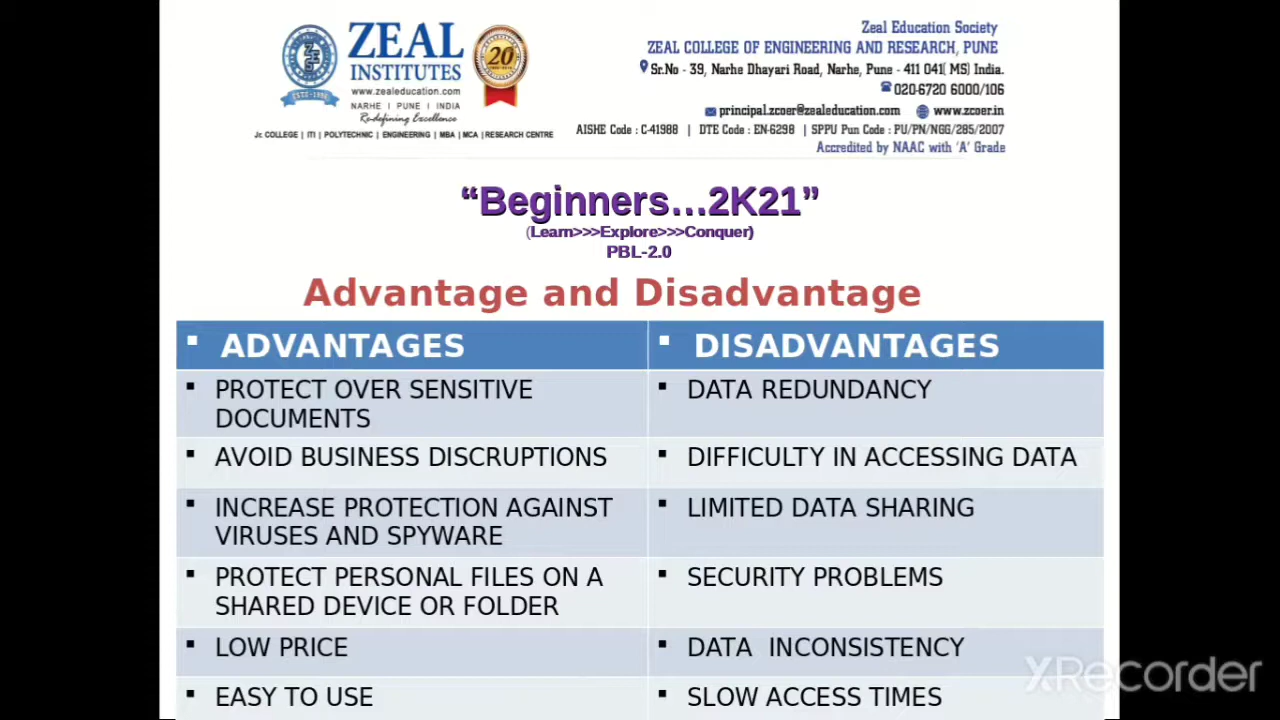 ZEAL
INSTITUTES
www.zealeducation.com
NARHE | PUNE | INDIA
Redefining Excellence
Jr. COLLEGE | ITI | POLYTECHNIC | ENGINEERING | MBA | MCA | RESEARCH CENTRE
ESTD-1996
20
Zeal Education Society
ZEAL COLLEGE OF ENGINEERING AND RESEARCH, PUNE
Sr.No - 39, Narhe Dhayari Road, Narhe, Pune - 411 041( MS) India.
020-6720 6000/106
principal.zcoer@zealeducation.com www.zcoer.in
AISHE Code : C-41988 | DTE Code : EN-6298 | SPPU Pun Code : PU/PN/NGG/285/2007
Accredited by NAAC with 'A' Grade
“Beginners...2K21”
(Learn>>>Explore>>>Conquer)
PBL-2.0
Advantage and Disadvantage
▪ ADVANTAGES ▪ DISADVANTAGES
▪ PROTECT OVER SENSITIVE
DOCUMENTS
▪ DATA REDUNDANCY
▪ AVOID BUSINESS DISCRUPTIONS
▪ DIFFICULTY IN ACCESSING DATA
▪ INCREASE PROTECTION AGAINST
VIRUSES AND SPYWARE
▪ LIMITED DATA SHARING
▪ PROTECT PERSONAL FILES ON A
SHARED DEVICE OR FOLDER
▪ SECURITY PROBLEMS
▪ LOW PRICE
▪ DATA INCONSISTENCY
▪ EASY TO USE
▪ SLOW ACCESS TIMES
XRecorder